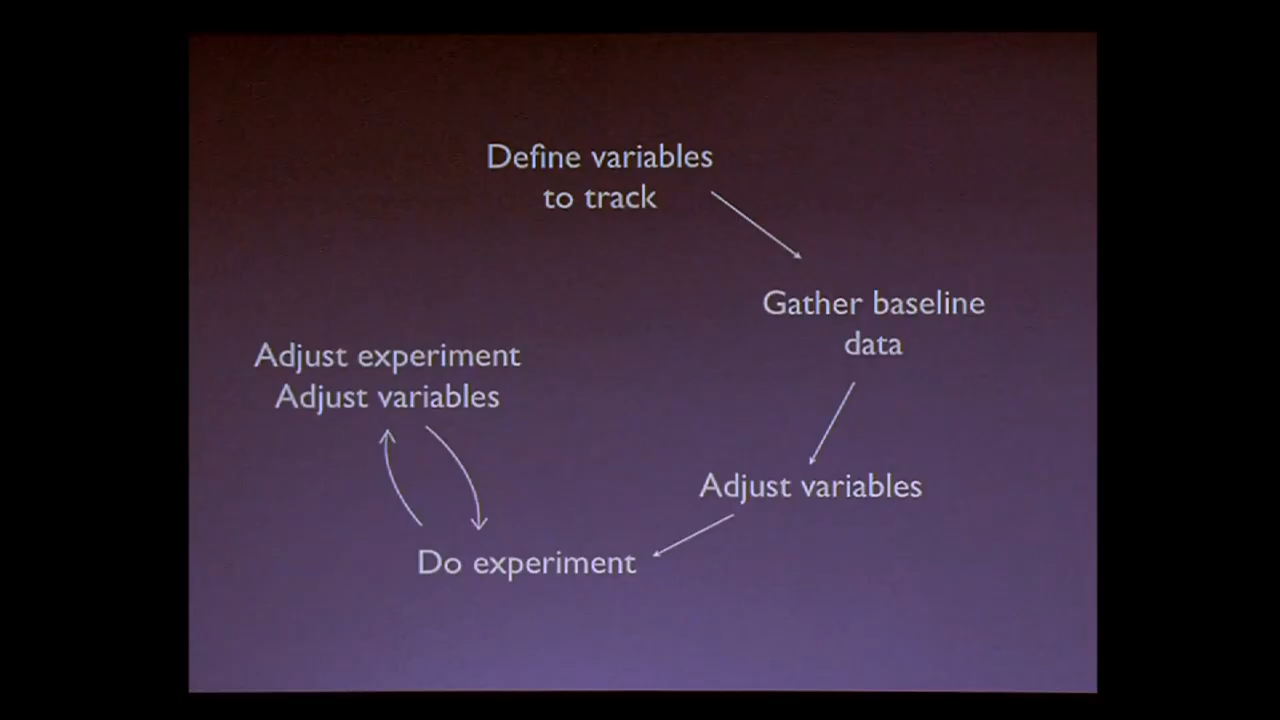 Define variables
to track
Gather baseline
data
Adjust experiment
Adjust variables
Adjust variables
Do experiment